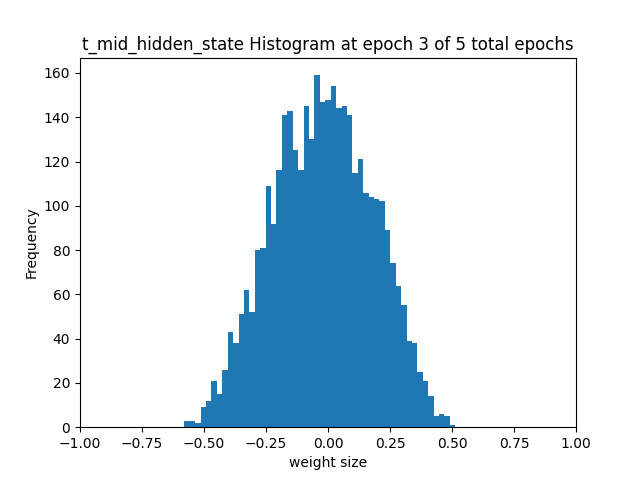 t_mid_hidden_state Histogram at epoch 3 of 5 total epochs
160
140
120
100
80
60
40
20
0
Frequency
−1.00 −0.75 −0.50 −0.25 0.00 0.25 0.50 0.75 1.00
weight size